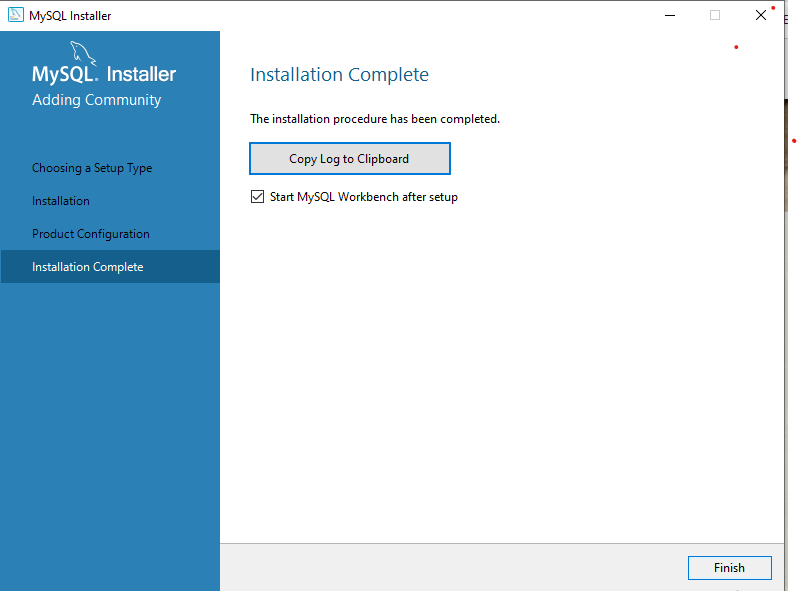 MySQL Installer
MySQL. Installer
Adding Community
Choosing a Setup Type
Installation
Product Configuration
Installation Complete
Installation Complete
The installation procedure has been completed.
Copy Log to Clipboard
Start MySQL Workbench after setup
Finish